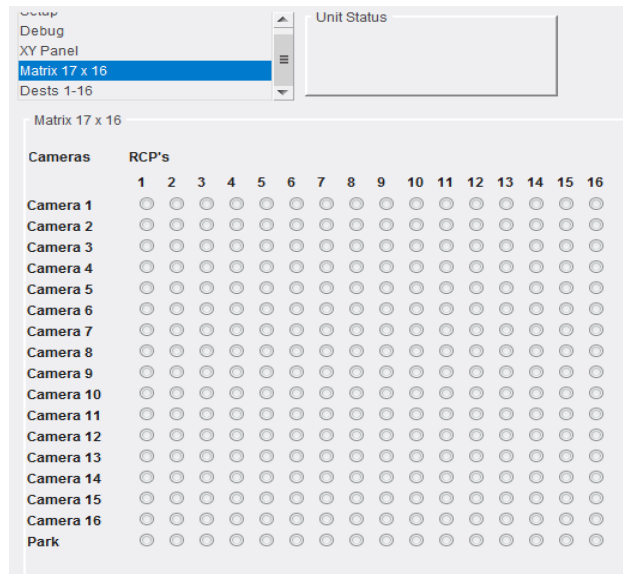 Setup
Debug
XY Panel
Matrix 17 x 16
Dests 1-16
Unit Status
Matrix 17 x 16
Cameras RCP's
1 2 3 4 5 6 7 8 9 10 11 12 13 14 15 16
Camera 1
Camera 2
Camera 3
Camera 4
Camera 5
Camera 6
Camera 7
Camera 8
Camera 9
Camera 10
Camera 11
Camera 12
Camera 13
Camera 14
Camera 15
Camera 16
Park